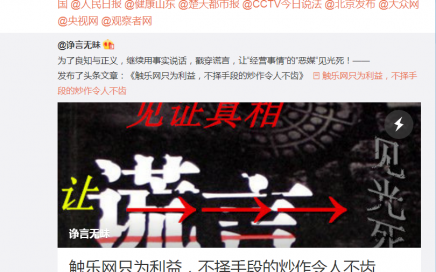 国 @人民日报 @健康山东 @楚天都市报 @CCTV今日说法 @北京发布 @大众网
@央视网 @观察者网
@诤言无昧
为了良知与正义，继续用事实说话，戳穿谎言，让“经营事情”的“恶媒”见光死！——
发布了头条文章：《触乐网只为利益，不择手段的炒作令人不齿》 触乐网只为利益，不择手
段的炒作令人不齿
见证真相
让
谎言
见光死
诤言无昧
触乐网只为利益，不择手段的炒作令人不齿